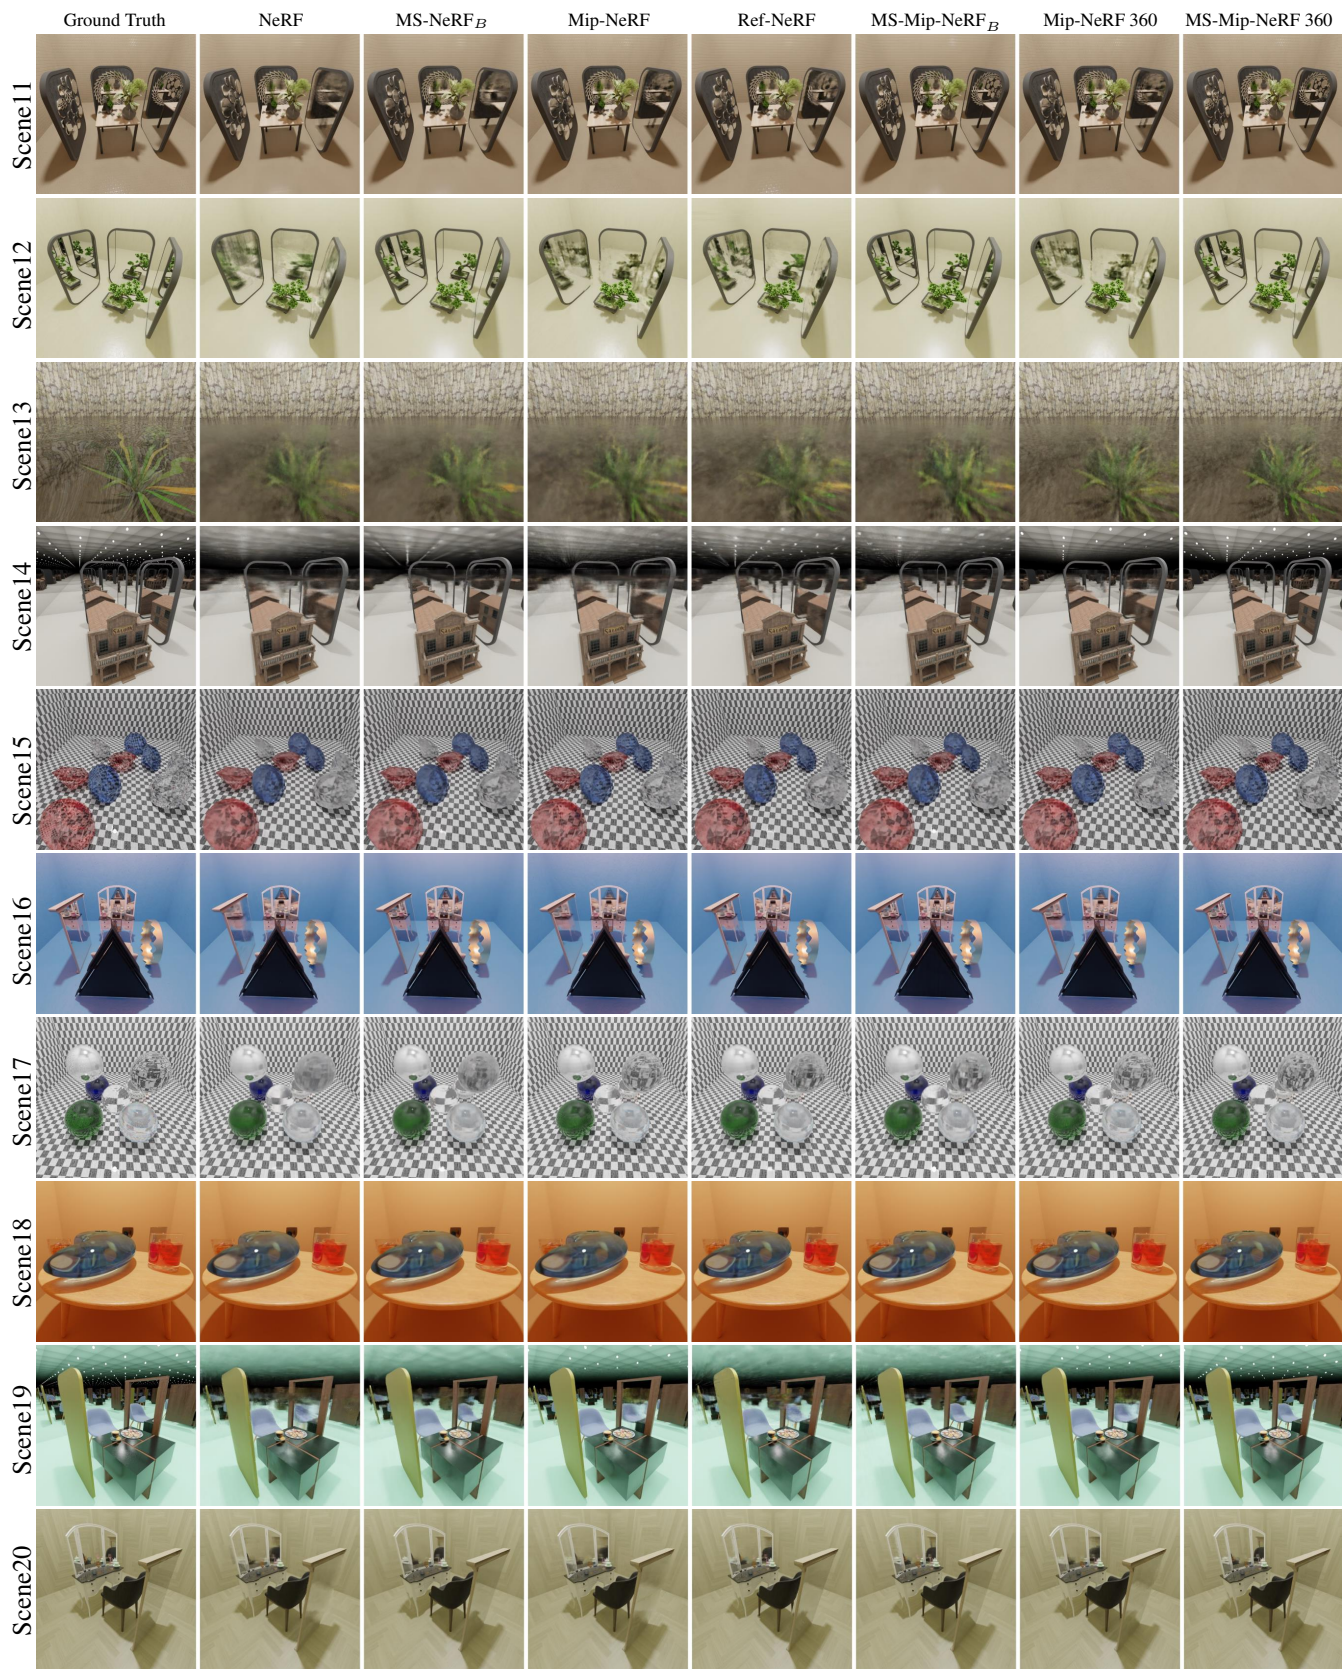 Ground Truth NeRF MS-NeRF_B Mip-NeRF Ref-NeRF MS-Mip-NeRF_B Mip-NeRF 360 MS-Mip-NeRF 360
Scene11
Scene12
Scene13
Scene14
Scene15
Scene16
Scene17
Scene18
Scene19
Scene20